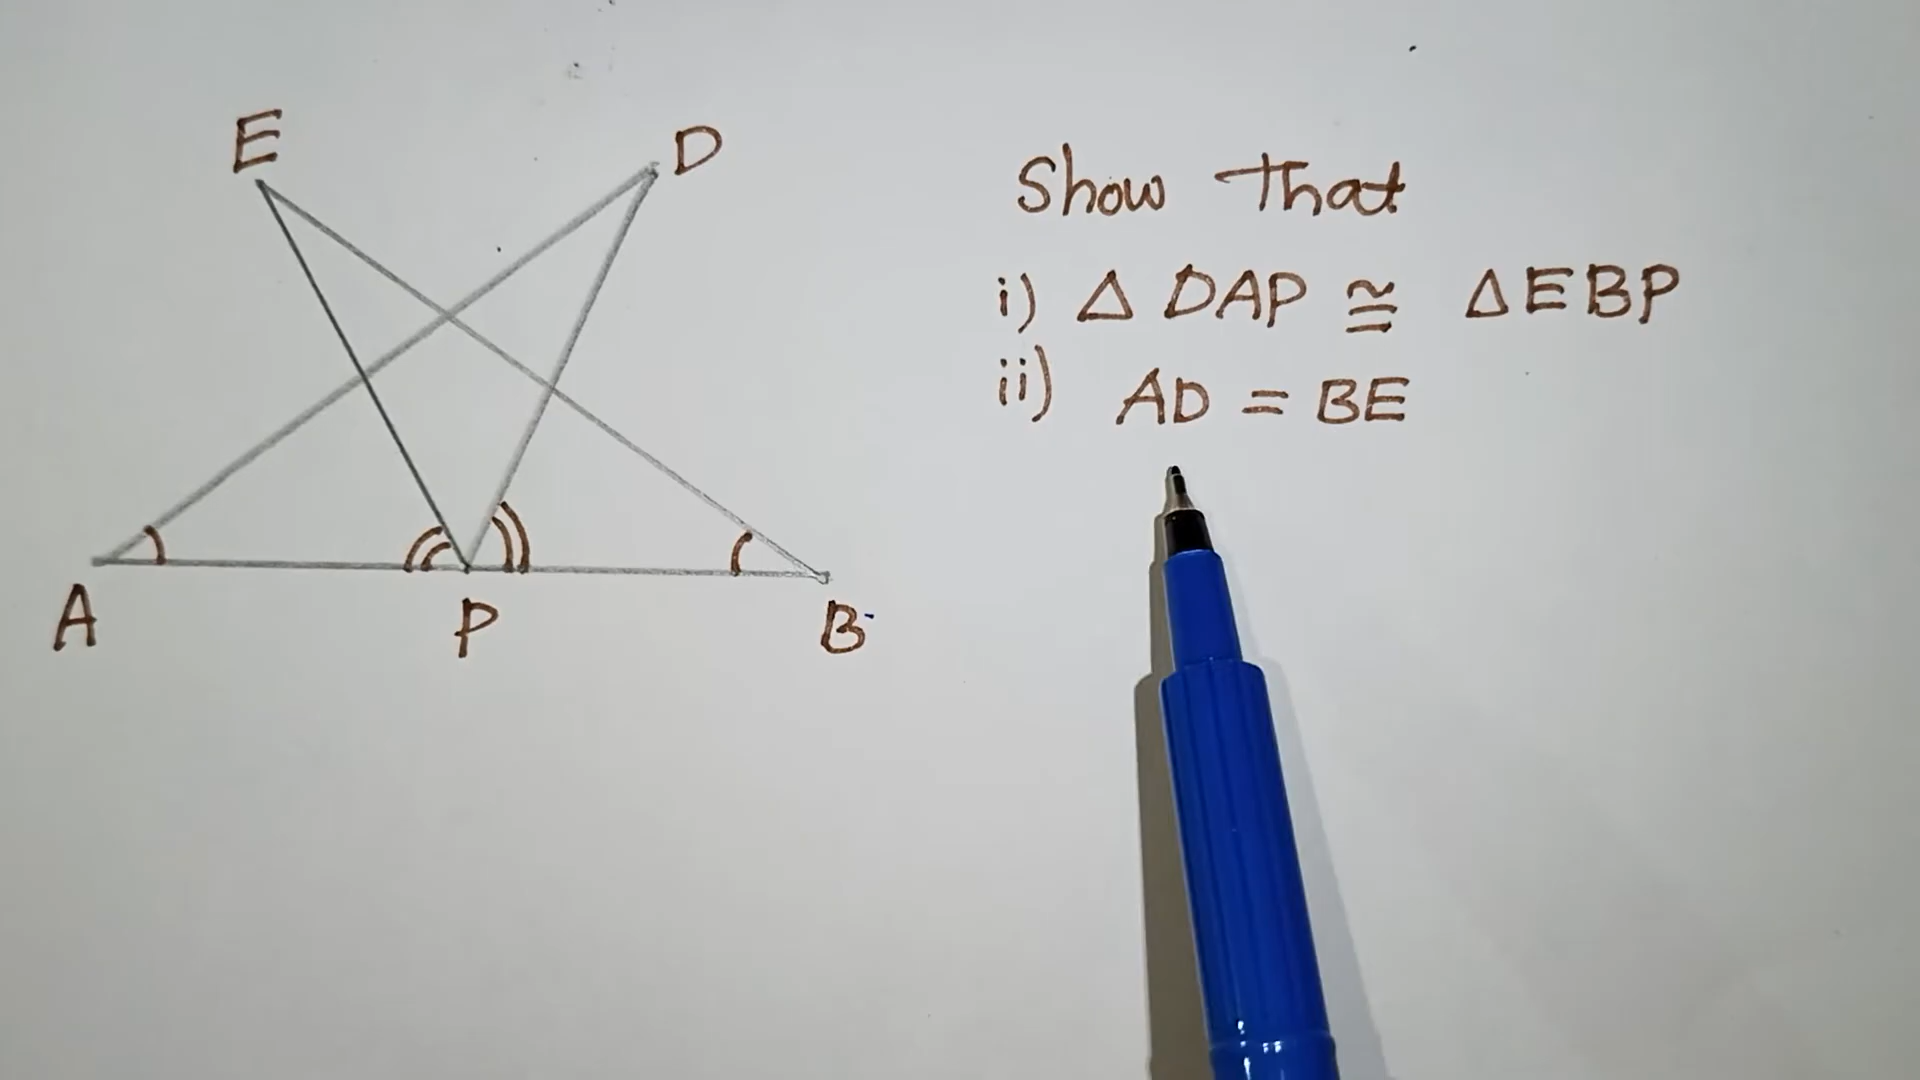 E
D
Show That
i) △ DAP ≅ △EBP
ii) AD = BE
A
P
B